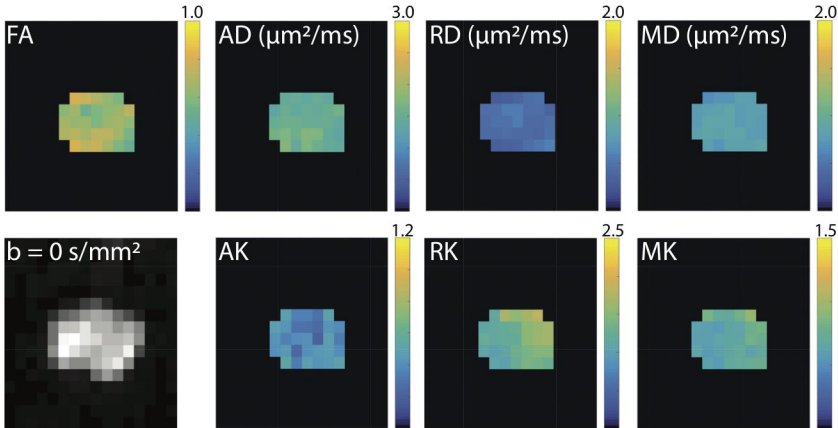 FA
1.0
AD (μm²/ms)
3.0
RD (μm²/ms)
2.0
MD (μm²/ms)
2.0
b = 0 s/mm²
AK
1.2
RK
2.5
MK
1.5